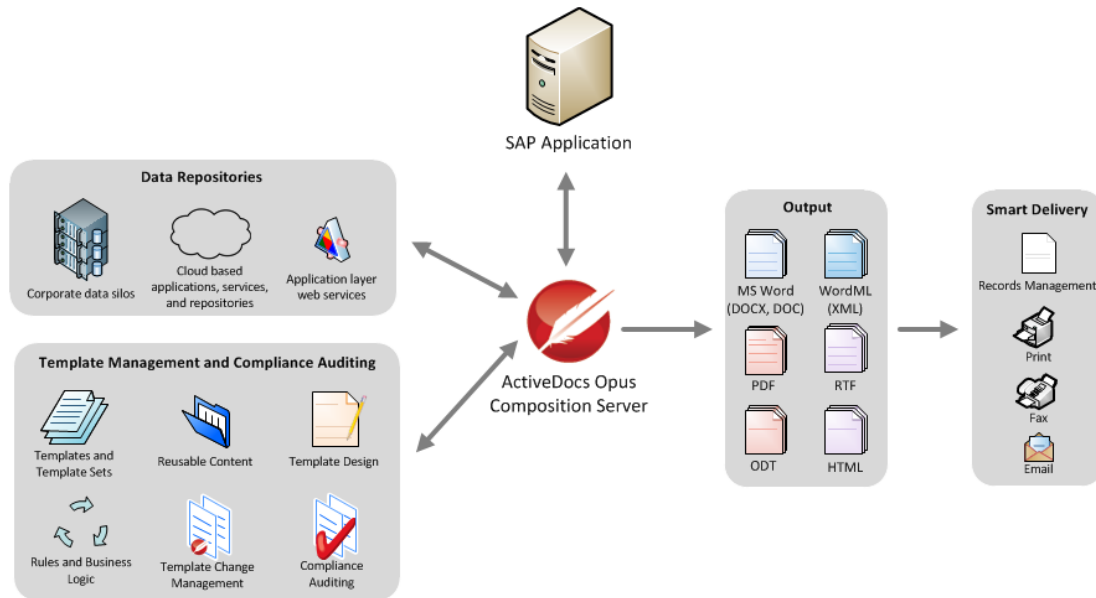 SAP Application
Data Repositories
Corporate data silos
Cloud based
applications, services,
and repositories
Application layer
web services
Template Management and Compliance Auditing
Templates and
Template Sets
Reusable Content
Template Design
Rules and Business
Logic
Template Change
Management
Compliance
Auditing
ActiveDocs Opus
Composition Server
Output
MS Word
(DOCX, DOC)
WordML
(XML)
PDF
RTF
ODT
HTML
Smart Delivery
Records Management
Print
Fax
Email